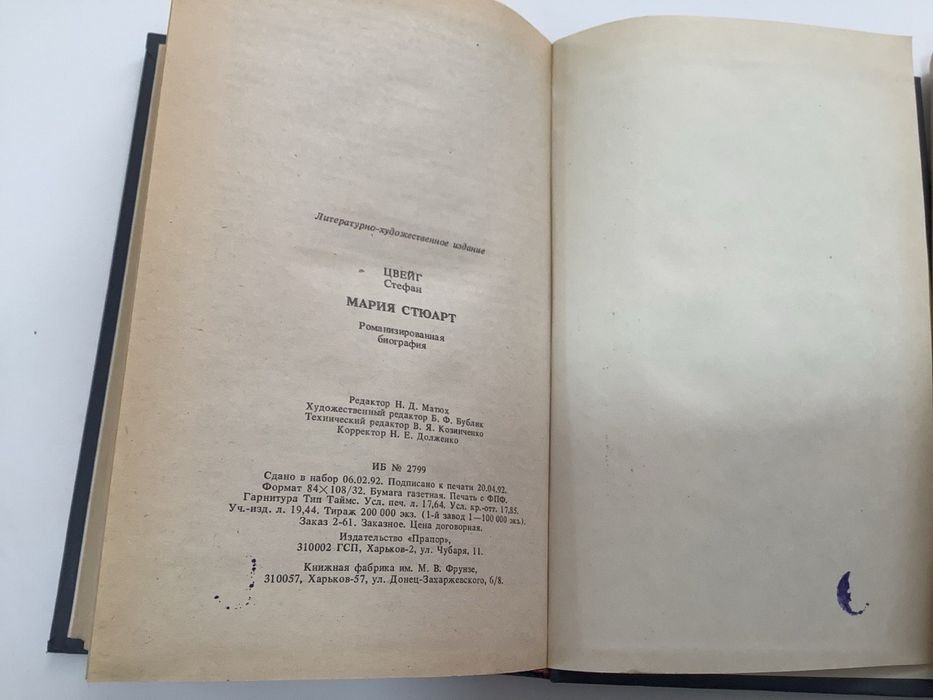 Литературно-художественное издание
ЦВЕЙГ
Стефан
МАРИЯ СТЮАРТ
Романизированная
биография
Редактор Н. Д. Матюх
Художественный редактор Б. Ф. Бублик
Технический редактор В. Я. Козинченко
Корректор Н. Е. Долженко
ИБ № 2799
Сдано в набор 06.02.92. Подписано к печати 20.04.92.
Формат 84×108/32. Бумага газетная. Печать с ФПФ.
Гарнитура Тип Таймс. Усл. печ. л. 17,64. Усл. кр.-отт. 17,85.
Уч.-изд. л. 19,44. Тираж 200 000 экз. (1-й завод 1—100 000 экз.).
Заказ 2-61. Заказное. Цена договорная.
Издательство «Прапор»,
310002 ГСП, Харьков-2, ул. Чубаря, 11.
Книжная фабрика им. М. В. Фрунзе,
310057, Харьков-57, ул. Донец-Захаржевского, 6/8.